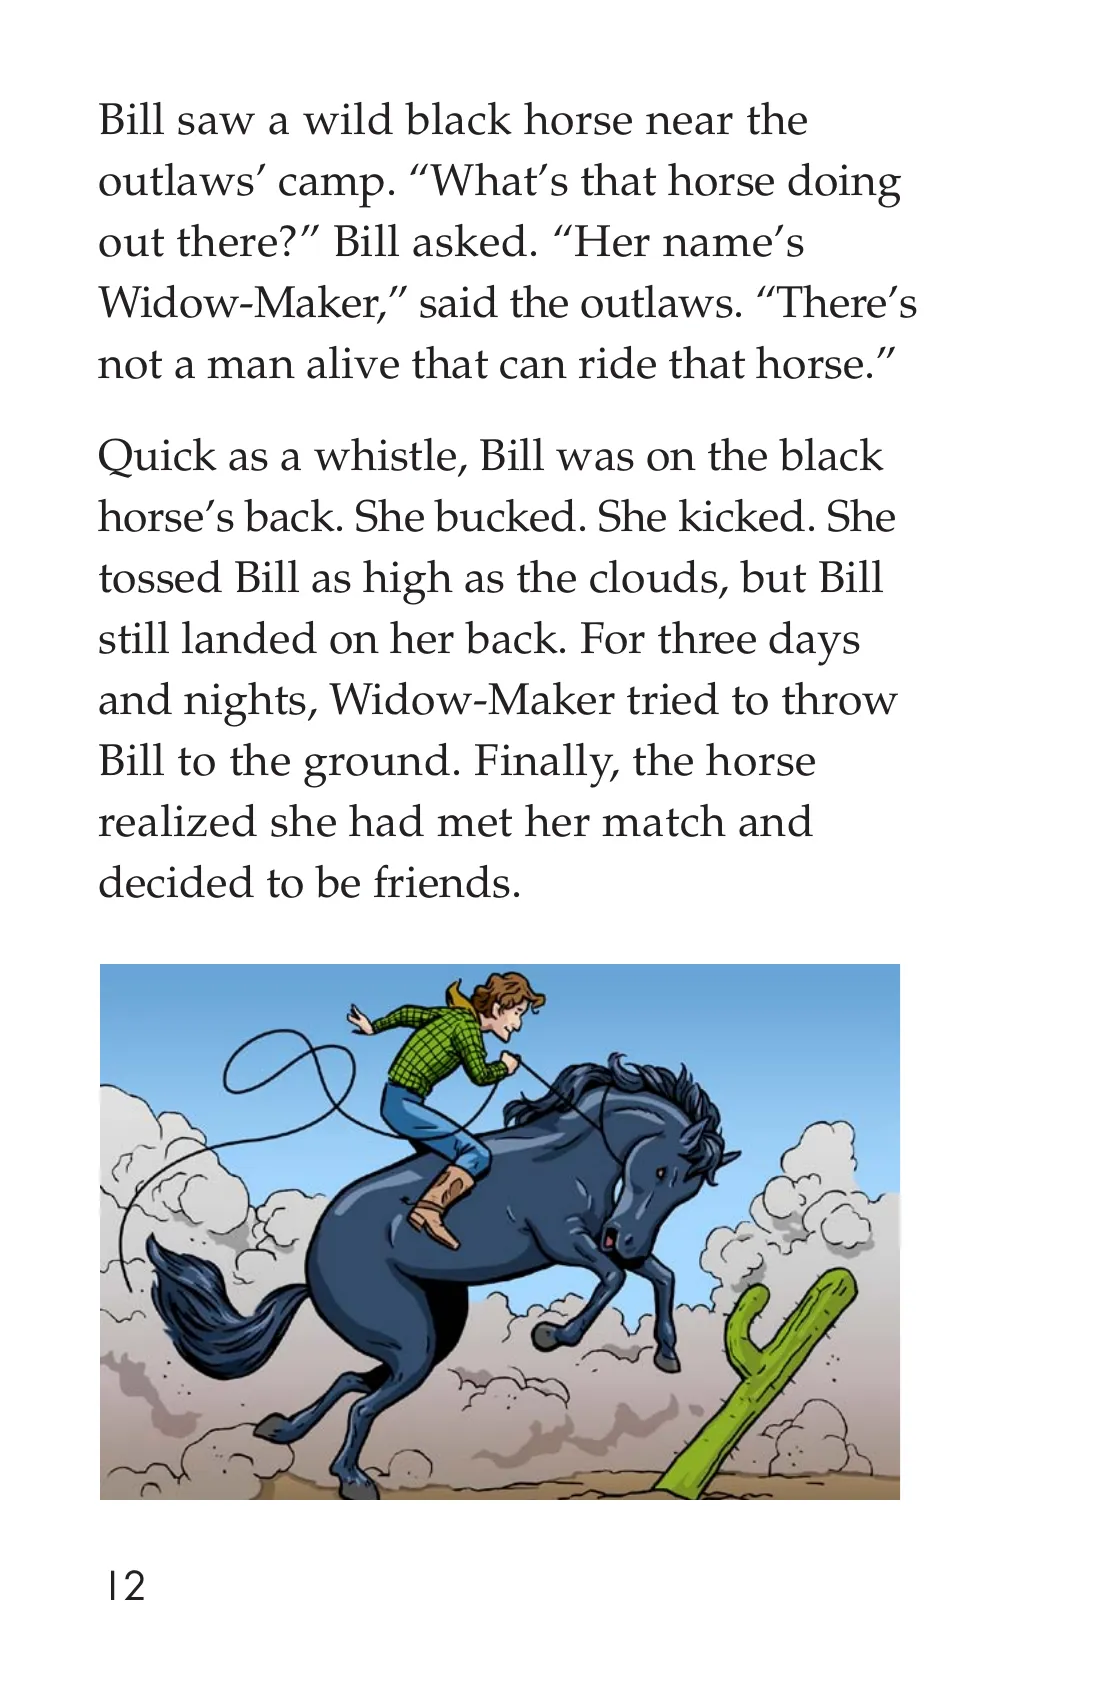 Bill saw a wild black horse near the
outlaws’ camp. “What’s that horse doing
out there?” Bill asked. “Her name’s
Widow-Maker,” said the outlaws. “There’s
not a man alive that can ride that horse.”
Quick as a whistle, Bill was on the black
horse’s back. She bucked. She kicked. She
tossed Bill as high as the clouds, but Bill
still landed on her back. For three days
and nights, Widow-Maker tried to throw
Bill to the ground. Finally, the horse
realized she had met her match and
decided to be friends.
12